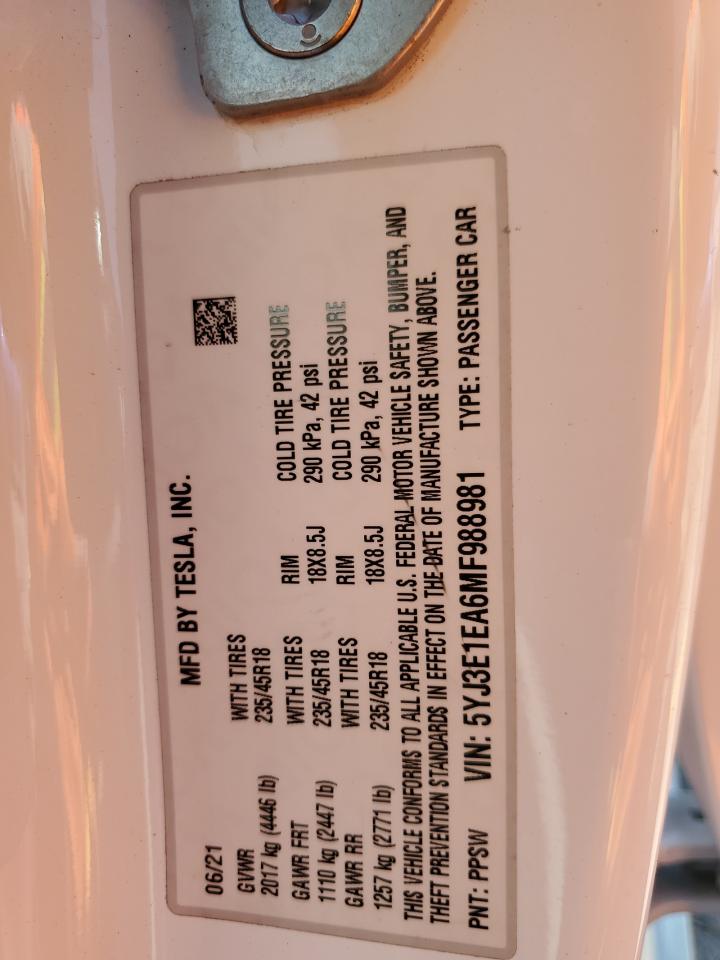 MFD BY TESLA, INC.
06/21
GVWR WITH TIRES
2017 kg (4446 lb) 235/45R18
GAWR FRT WITH TIRES RIM COLD TIRE PRESSURE
1110 kg (2447 lb) 235/45R18 18X8.5J 290 kPa, 42 psi
GAWR RR WITH TIRES RIM COLD TIRE PRESSURE
1257 kg (2771 lb) 235/45R18 18X8.5J 290 kPa, 42 psi
THIS VEHICLE CONFORMS TO ALL APPLICABLE U.S. FEDERAL MOTOR VEHICLE SAFETY, BUMPER, AND
THEFT PREVENTION STANDARDS IN EFFECT ON THE DATE OF MANUFACTURE SHOWN ABOVE.
PNT: PPSW VIN: 5YJ3E1EA6MF988981 TYPE: PASSENGER CAR